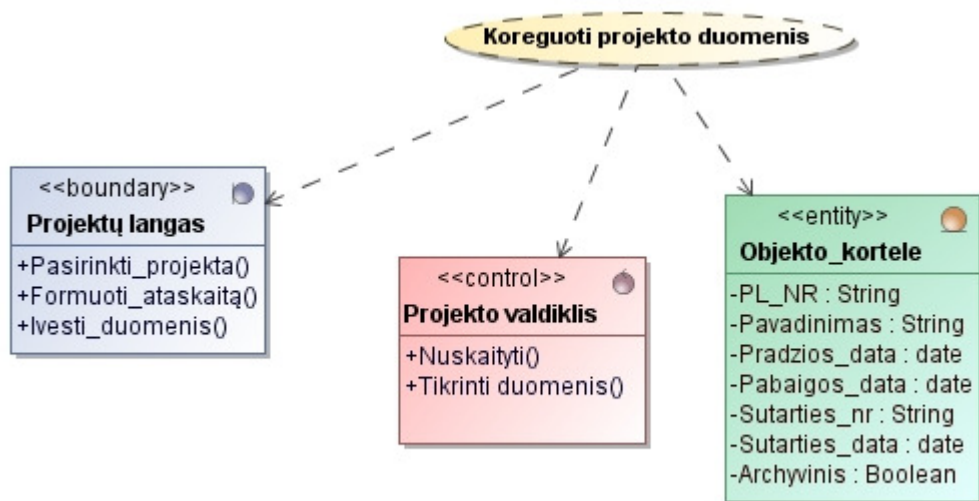 Koreguoti projekto duomenis
<<boundary>>
Projektų langas
+Pasirinkti_projekta()
+Formuoti_ataskaitą()
+Ivesti_duomenis()
<<control>>
Projekto valdiklis
+Nuskaityti()
+Tikrinti duomenis()
<<entity>>
Objekto_kortele
-PL_NR : String
-Pavadinimas : String
-Pradzios_data : date
-Pabaigos_data : date
-Sutarties_nr : String
-Sutarties_data : date
-Archyvinis : Boolean